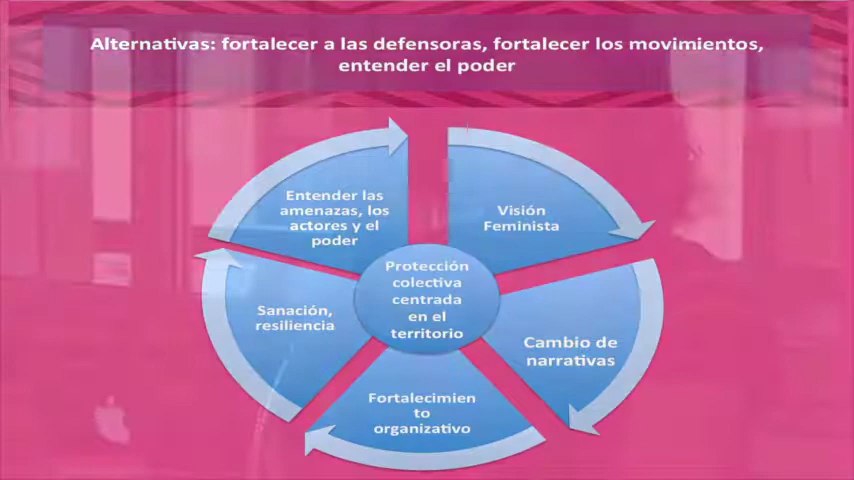 Alternativas: fortalecer a las defensoras, fortalecer los movimientos,
entender el poder
Entender las
amenazas, los
actores y el
poder
Visión
Feminista
Protección
colectiva
centrada
en el
territorio
Sanación,
resiliencia
Cambio de
narrativas
Fortalecimien
to
organizativo